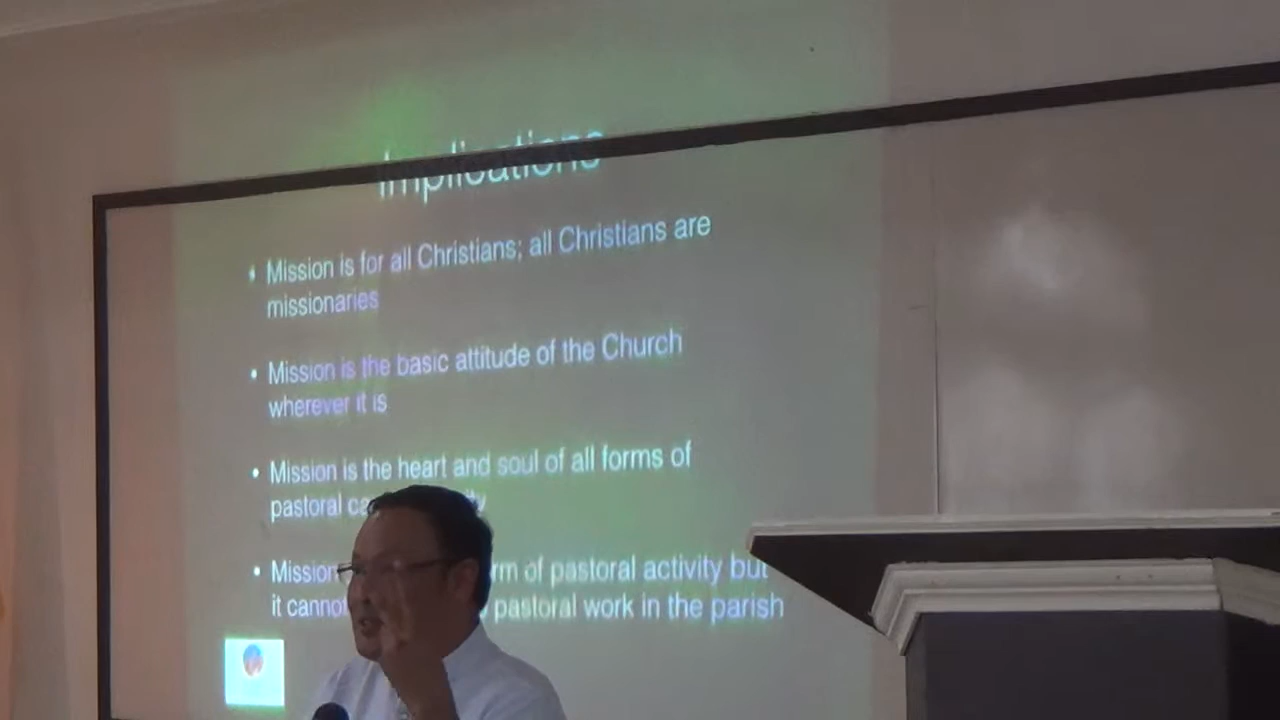 Implications
• Mission is for all Christians; all Christians are
missionaries
• Mission is the basic attitude of the Church
wherever it is
• Mission is the heart and soul of all forms of
pastoral
• Mission of pastoral activity but
it cannot pastoral work in the parish